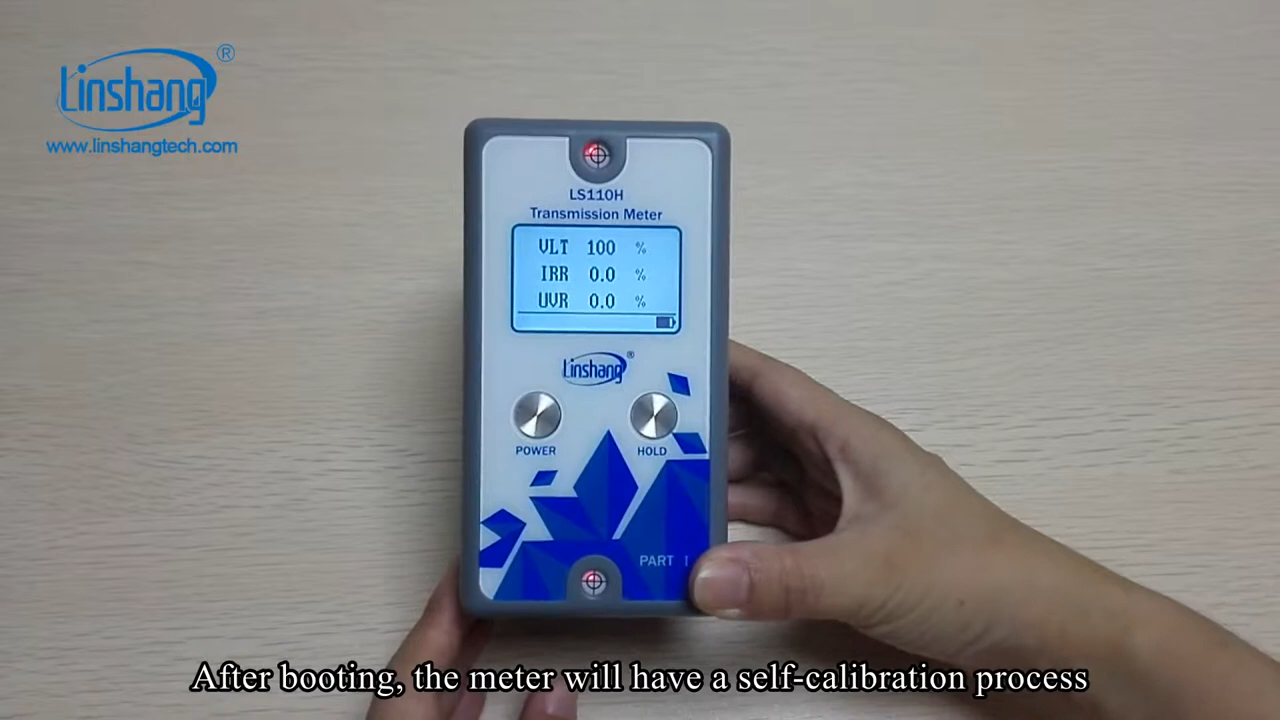 Linshang®
www.linshangtech.com
LS110H
Transmission Meter
VLT 100 %
IRR 0.0 %
UVR 0.0 %
Linshang®
POWER HOLD
PART I
After booting, the meter will have a self-calibration process